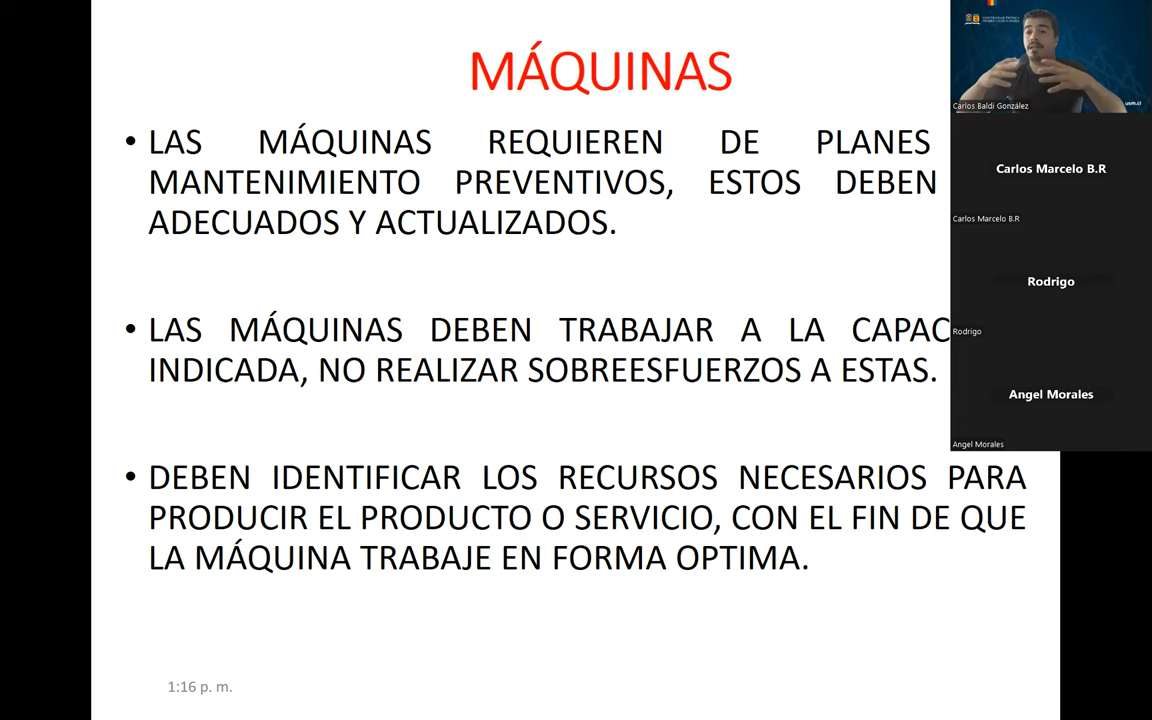 MÁQUINAS
• LAS MÁQUINAS REQUIEREN DE PLANES
MANTENIMIENTO PREVENTIVOS, ESTOS DEBEN
ADECUADOS Y ACTUALIZADOS.
• LAS MÁQUINAS DEBEN TRABAJAR A LA CAPAC
INDICADA, NO REALIZAR SOBREESFUERZOS A ESTAS.
• DEBEN IDENTIFICAR LOS RECURSOS NECESARIOS PARA
PRODUCIR EL PRODUCTO O SERVICIO, CON EL FIN DE QUE
LA MÁQUINA TRABAJE EN FORMA OPTIMA.
1:16 p. m.
usm.cl
Carlos Baldi González
Carlos Marcelo B.R
Carlos Marcelo B.R
Rodrigo
Rodrigo
Angel Morales
Angel Morales